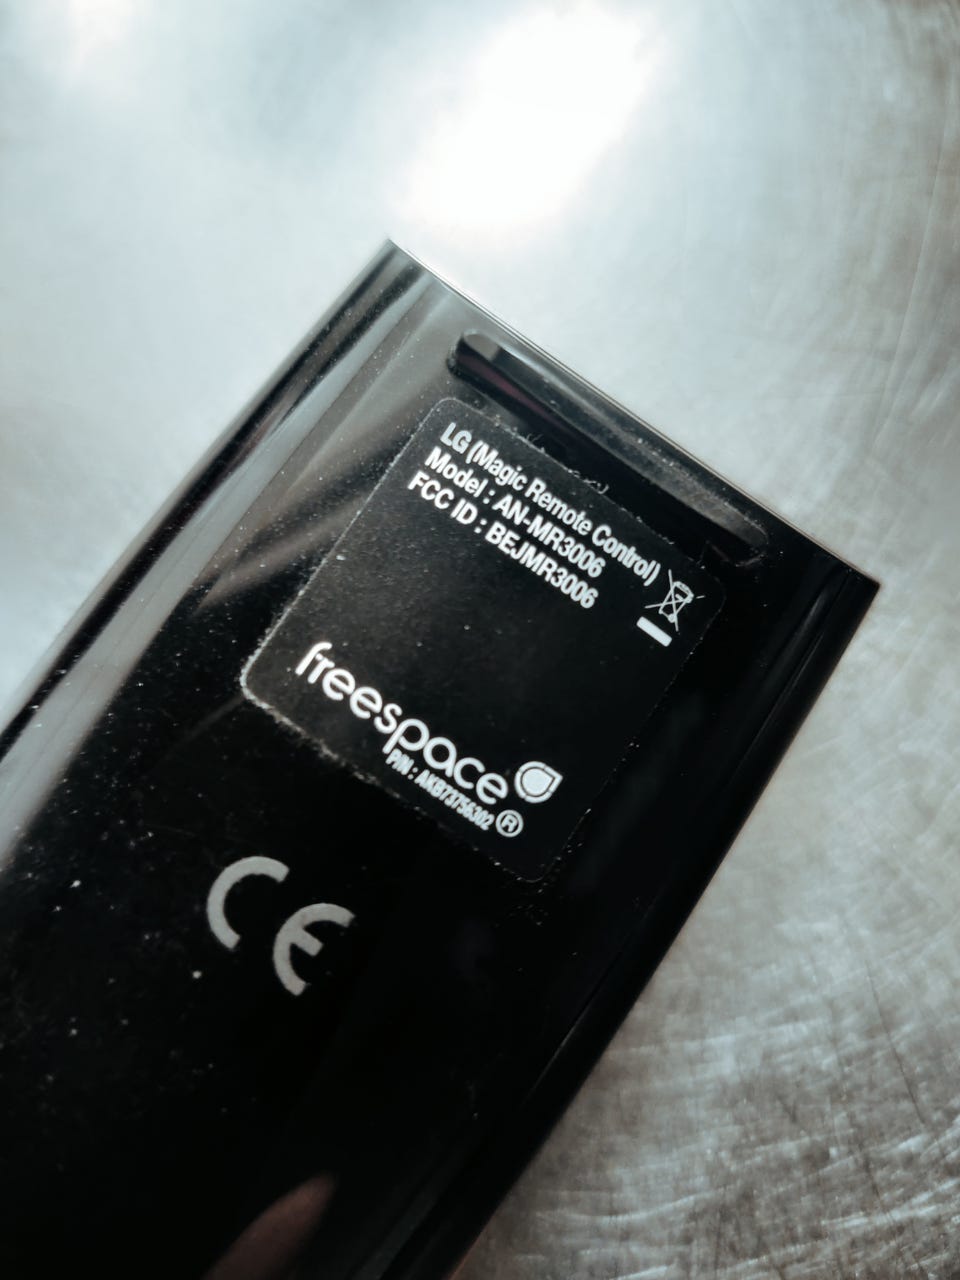 LG (Magic Remote Control)
Model : AN-MR3006
FCC ID : BEJMR3006
freespace®
P/N : AKB73756302
CE